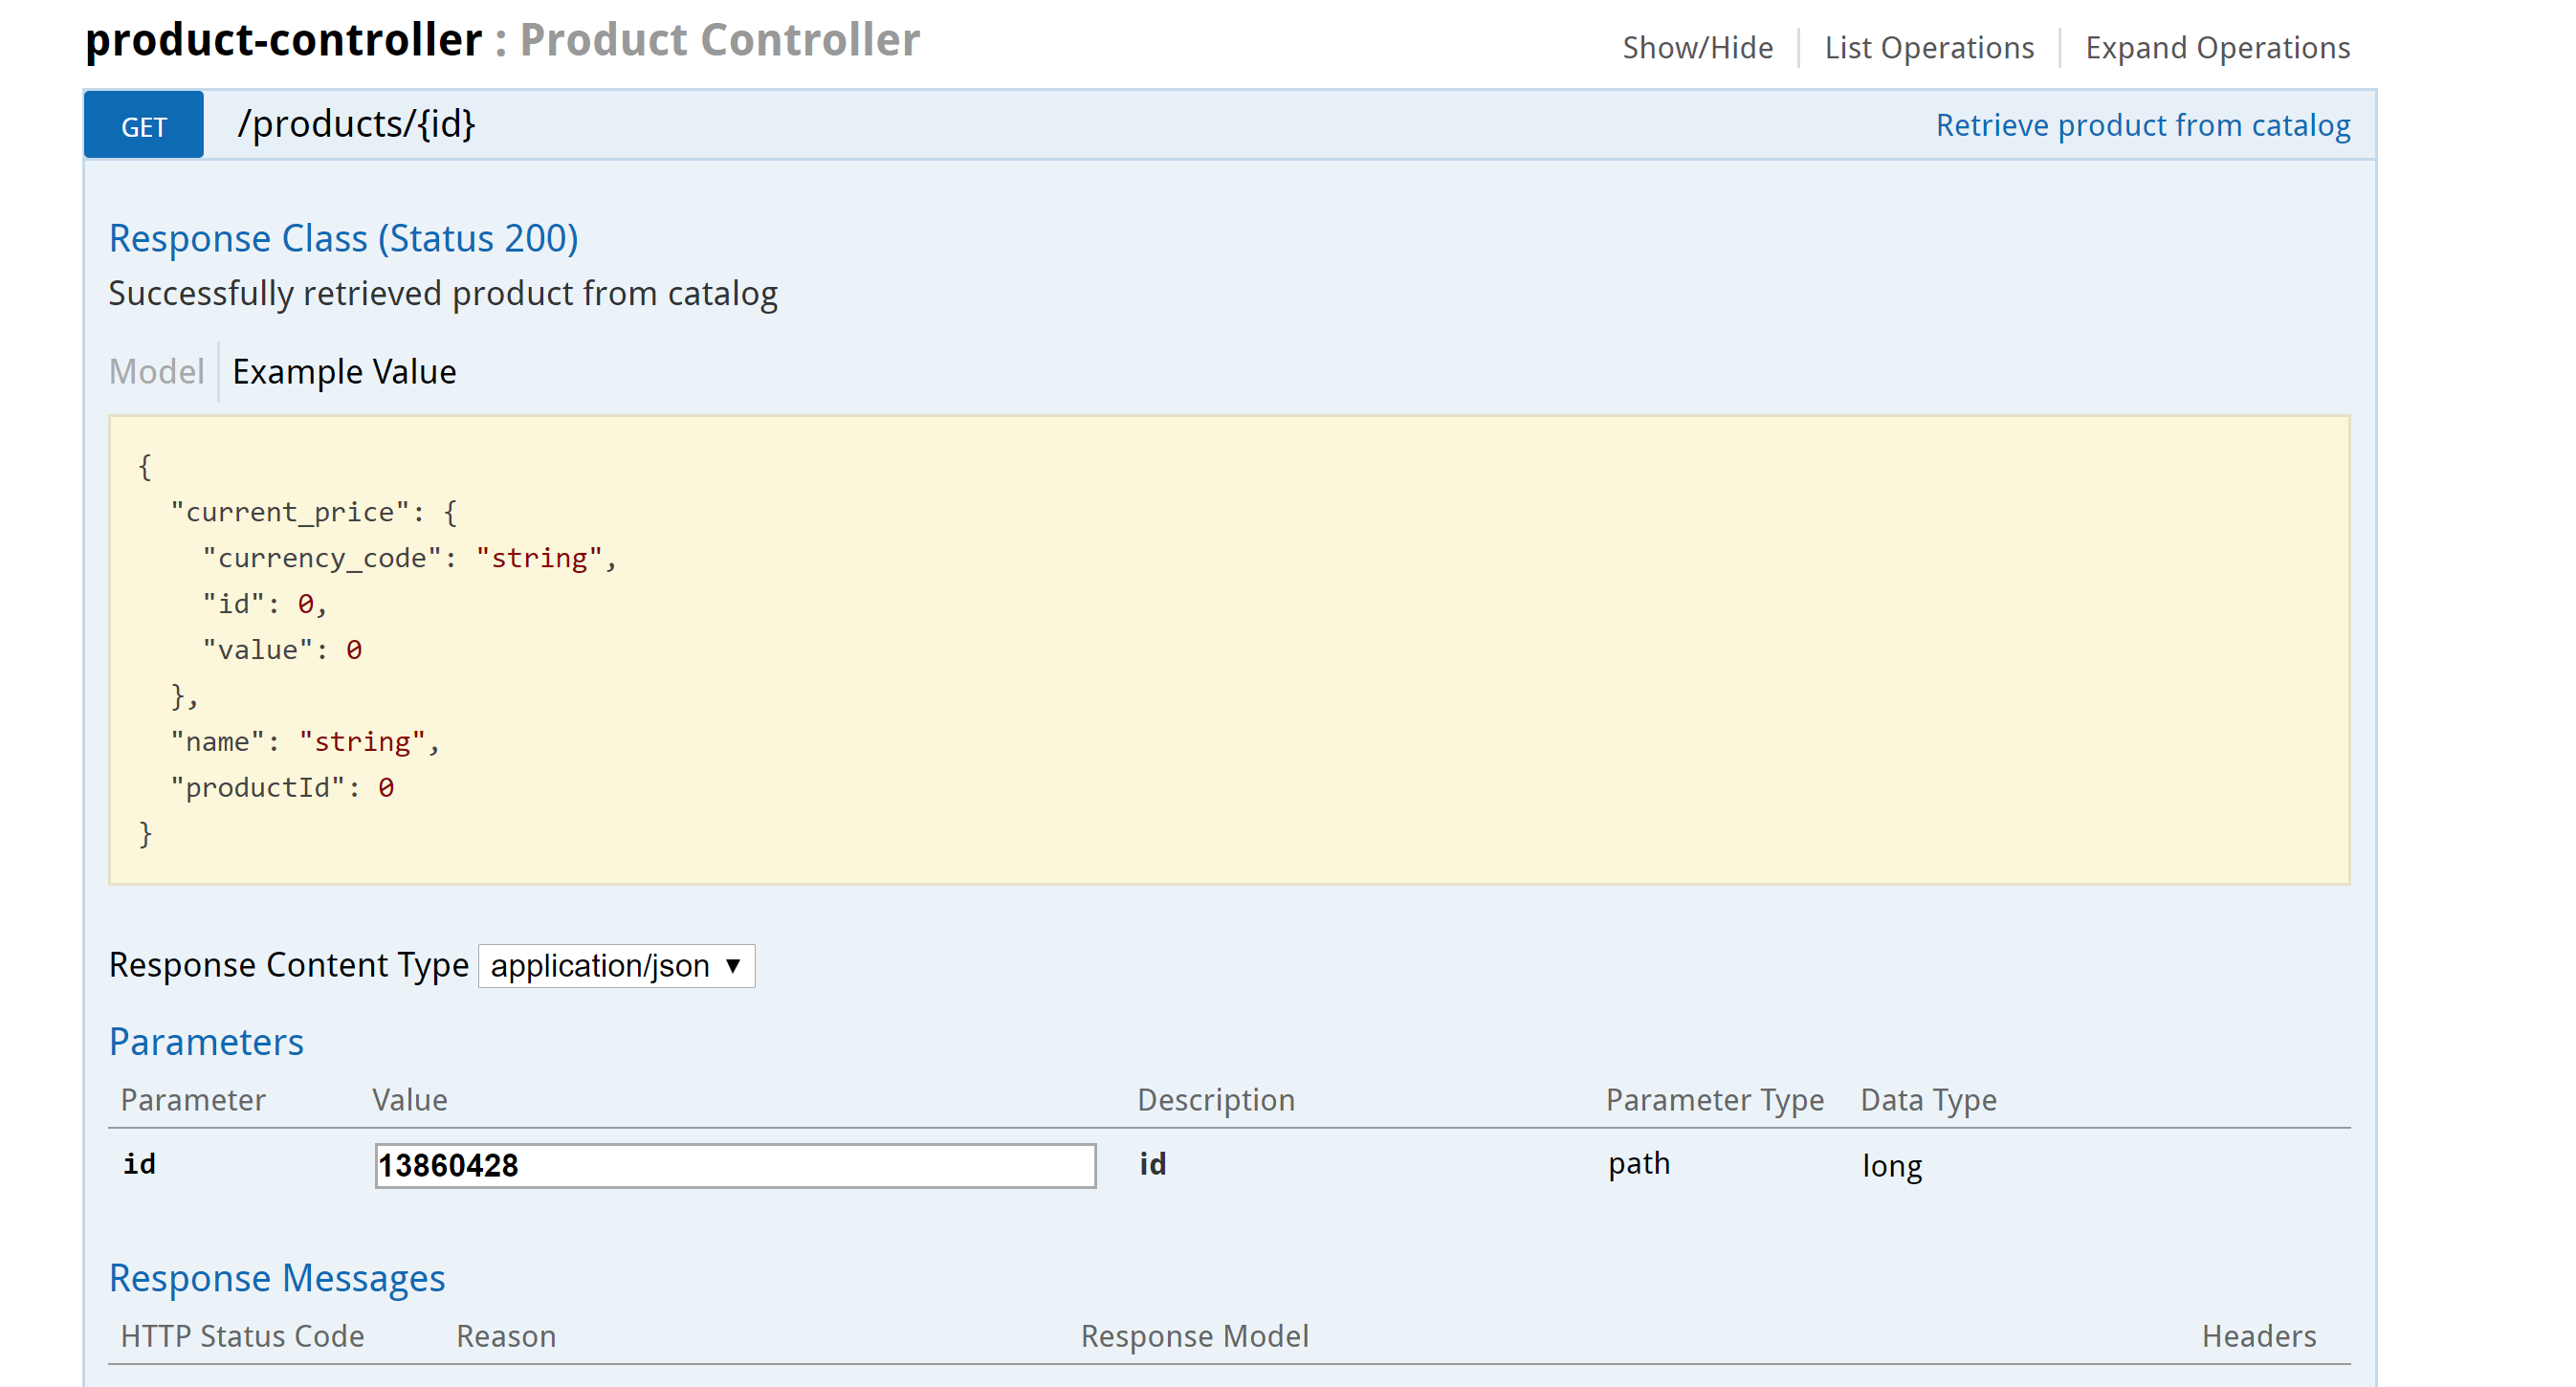 product-controller : Product Controller
Show/Hide List Operations Expand Operations
GET /products/{id} Retrieve product from catalog
Response Class (Status 200)
Successfully retrieved product from catalog
Model Example Value
{
  "current_price": {
    "currency_code": "string",
    "id": 0,
    "value": 0
  },
  "name": "string",
  "productId": 0
}
Response Content Type application/json ▼
Parameters
Parameter Value Description Parameter Type Data Type
id 13860428 id path long
Response Messages
HTTP Status Code Reason Response Model Headers